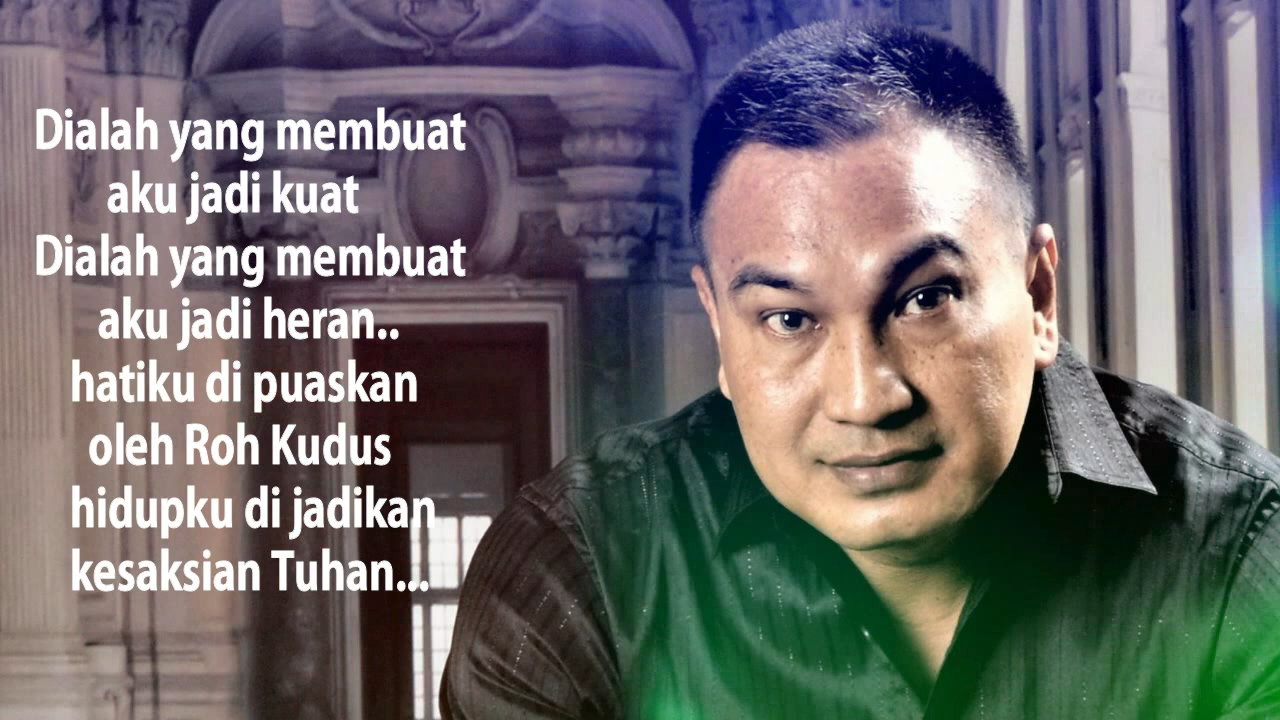 Dialah yang membuat
aku jadi kuat
Dialah yang membuat
aku jadi heran..
hatiku di puaskan
oleh Roh Kudus
hidupku di jadikan
kesaksian Tuhan...